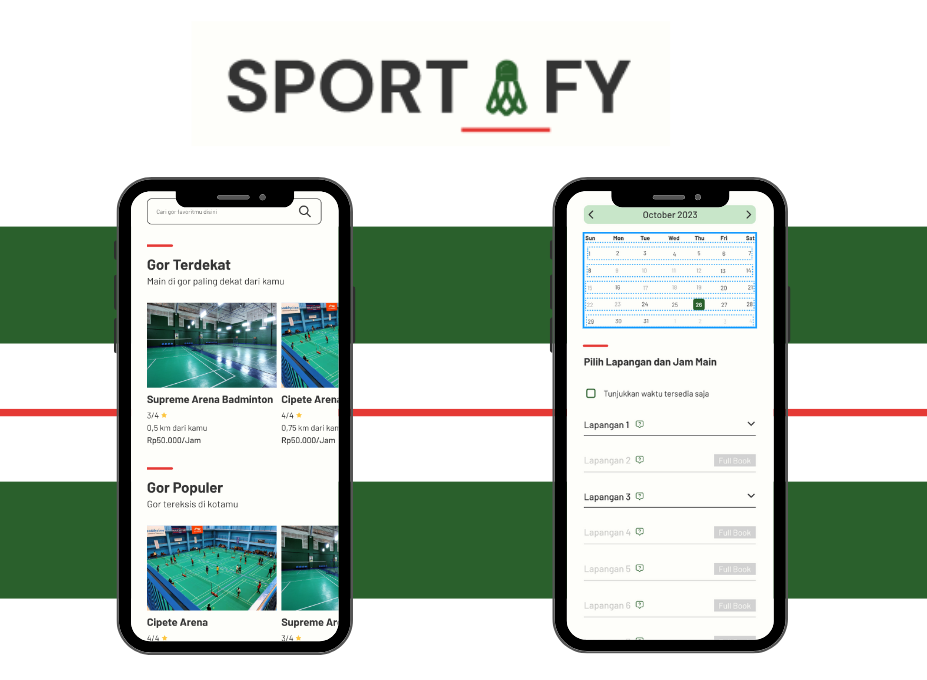 SPORT FY
Cari gor favoritmu disini
Gor Terdekat
Main di gor paling dekat dari kamu
Supreme Arena Badminton
Cipete Arena
3/4
4/4
0,5 km dari kamu
0,75 km dari kam
Rp50.000/Jam
Rp50.000/Jam
Gor Populer
Gor tereksis di kotamu
Cipete Arena
Supreme Ar
4/4
3/4
October 2023
Sun Mon Tue Wed Thu Fri Sat
1 2 3 4 5 6 7
8 9 10 11 12 13 14
15 16 17 18 19 20 21
22 23 24 25 26 27 28
29 30 31
Pilih Lapangan dan Jam Main
Tunjukkan waktu tersedia saja
Lapangan 1
Lapangan 2 Full Book
Lapangan 3
Lapangan 4 Full Book
Lapangan 5 Full Book
Lapangan 6 Full Book